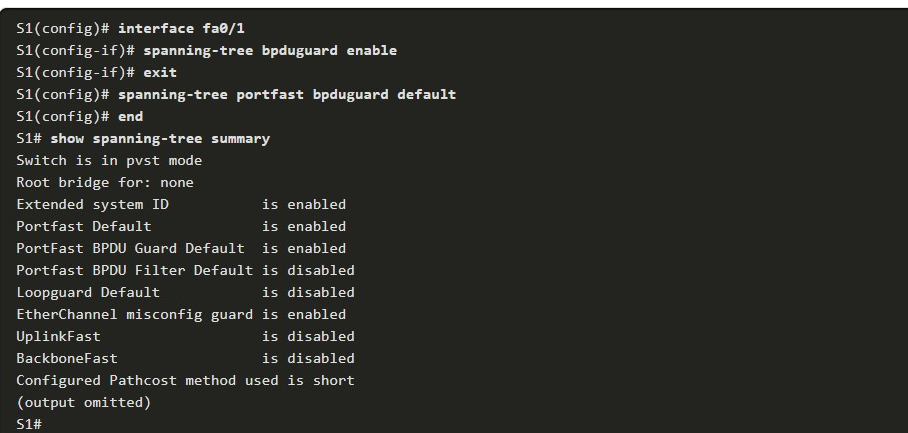 S1(config)# interface fa0/1
S1(config-if)# spanning-tree bpduguard enable
S1(config-if)# exit
S1(config)# spanning-tree portfast bpduguard default
S1(config)# end
S1# show spanning-tree summary
Switch is in pvst mode
Root bridge for: none
Extended system ID           is enabled
Portfast Default             is enabled
PortFast BPDU Guard Default  is enabled
Portfast BPDU Filter Default is disabled
Loopguard Default            is disabled
EtherChannel misconfig guard is enabled
UplinkFast                   is disabled
BackboneFast                 is disabled
Configured Pathcost method used is short
(output omitted)
S1#